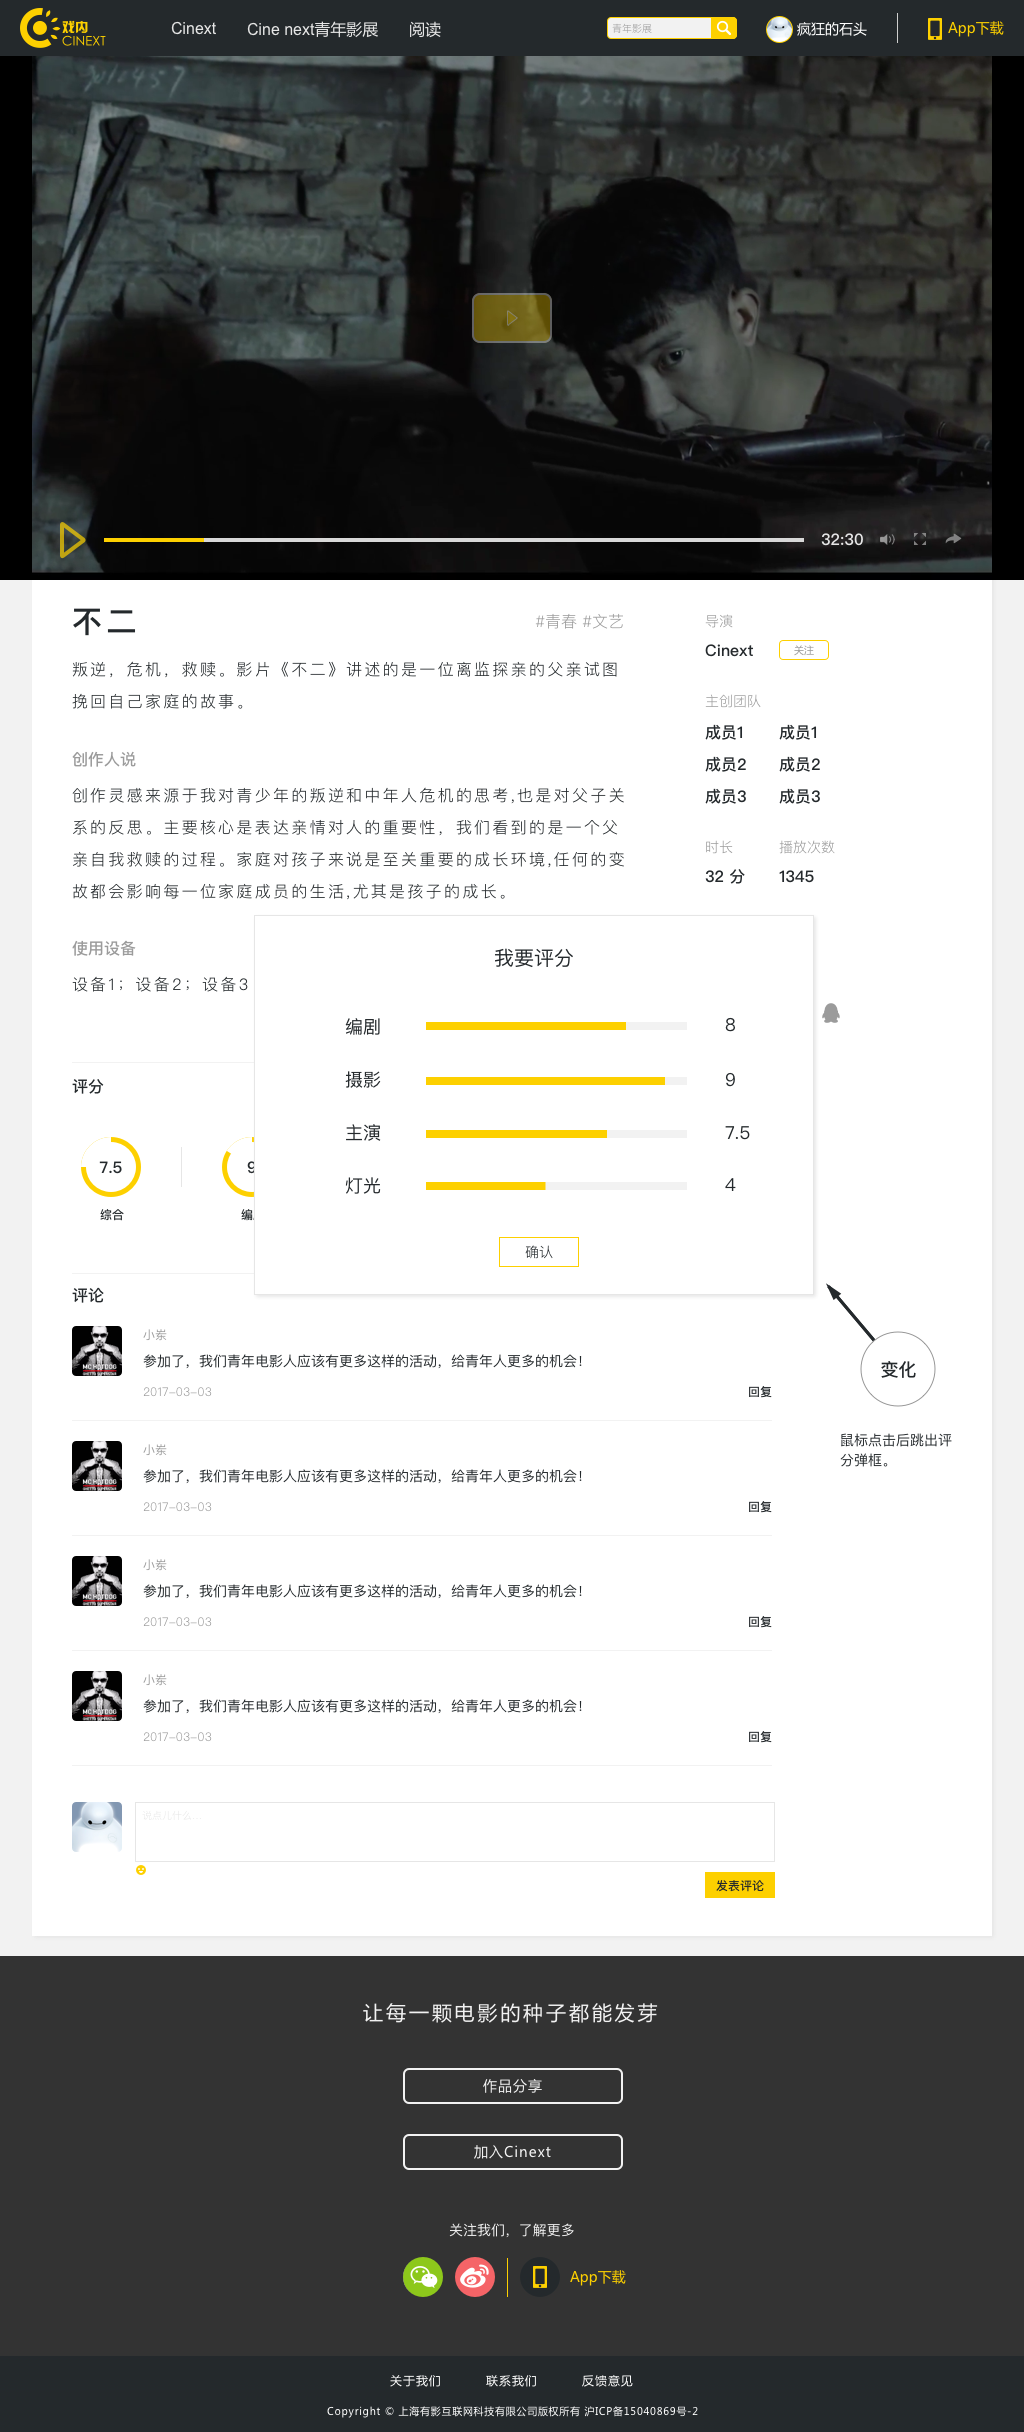 戏内
CINEXT
Cinext
Cine next青年影展
阅读
青年影展
疯狂的石头
App下载
32:30
不二
#青春 #文艺
叛逆，危机，救赎。影片《不二》讲述的是一位离监探亲的父亲试图
挽回自己家庭的故事。
创作人说
创作灵感来源于我对青少年的叛逆和中年人危机的思考,也是对父子关
系的反思。主要核心是表达亲情对人的重要性，我们看到的是一个父
亲自我救赎的过程。家庭对孩子来说是至关重要的成长环境,任何的变
故都会影响每一位家庭成员的生活,尤其是孩子的成长。
使用设备
设备1；设备2；设备3
导演
Cinext
关注
主创团队
成员1 成员1
成员2 成员2
成员3 成员3
时长 播放次数
32 分 1345
我要评分
编剧 8
摄影 9
主演 7.5
灯光 4
确认
评分
7.5
9
综合
编
评论
小炭
参加了，我们青年电影人应该有更多这样的活动，给青年人更多的机会！
2017-03-03 回复
小炭
参加了，我们青年电影人应该有更多这样的活动，给青年人更多的机会！
2017-03-03 回复
小炭
参加了，我们青年电影人应该有更多这样的活动，给青年人更多的机会！
2017-03-03 回复
小炭
参加了，我们青年电影人应该有更多这样的活动，给青年人更多的机会！
2017-03-03 回复
变化
鼠标点击后跳出评
分弹框。
说点儿什么...
发表评论
让每一颗电影的种子都能发芽
作品分享
加入Cinext
关注我们，了解更多
App下载
关于我们 联系我们 反馈意见
Copyright © 上海有影互联网科技有限公司版权所有 沪ICP备15040869号-2